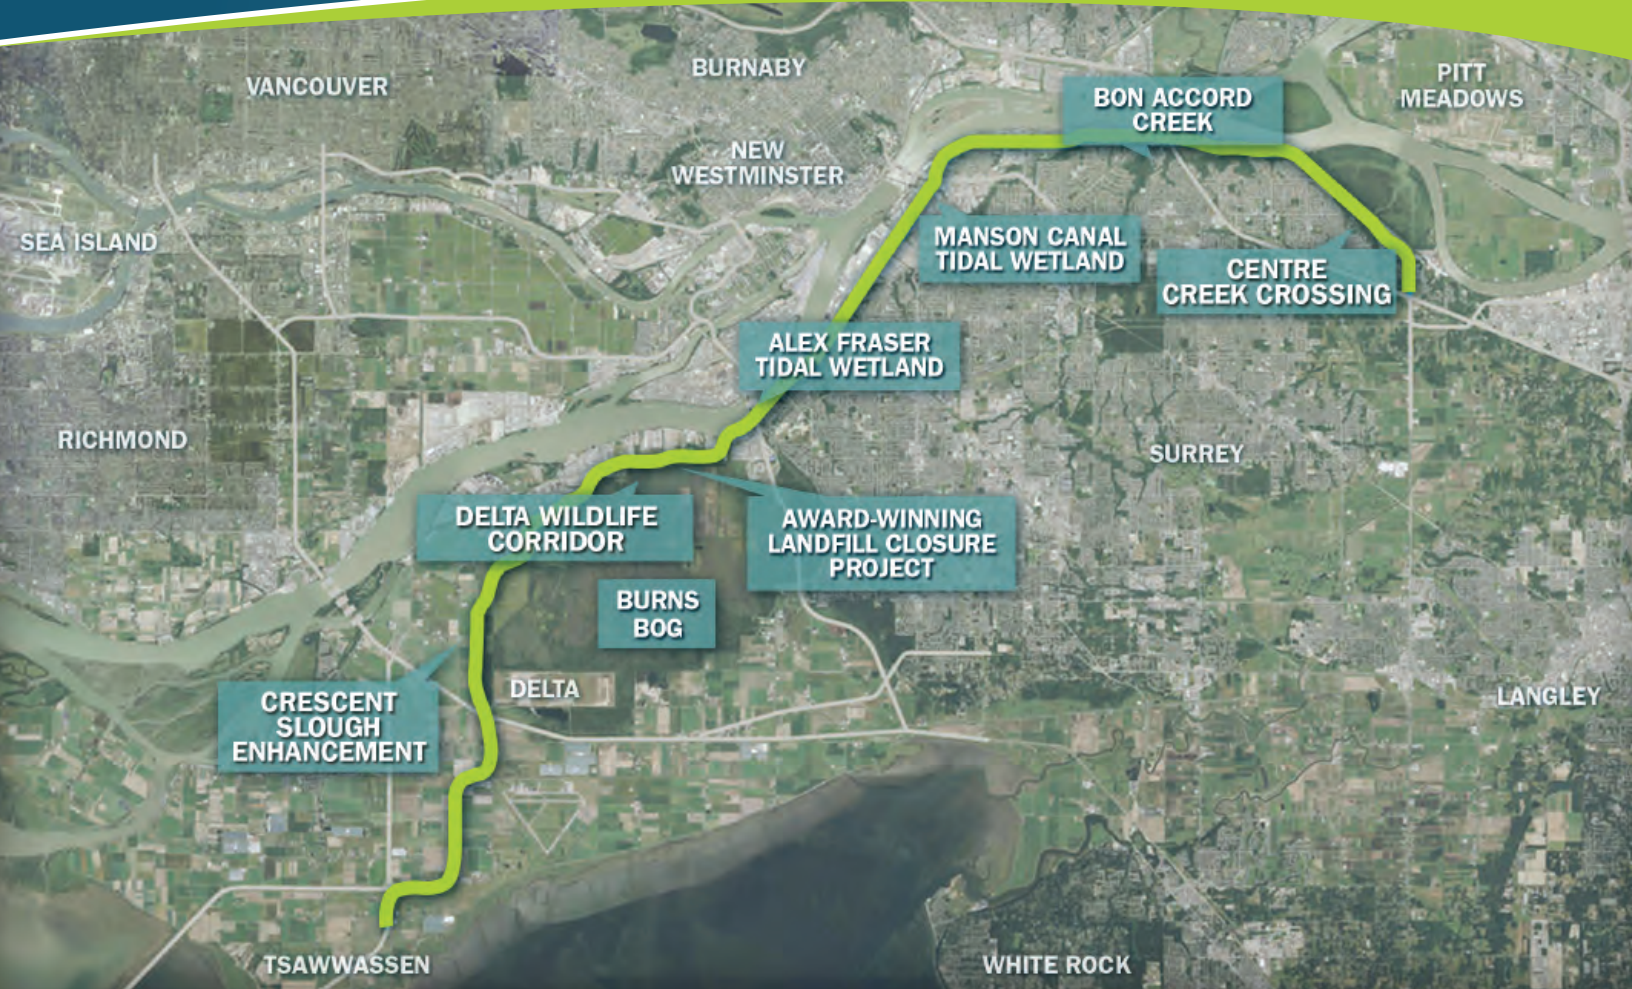 VANCOUVER
BURNABY
PITT
MEADOWS
BON ACCORD
CREEK
NEW
WESTMINSTER
SEA ISLAND
MANSON CANAL
TIDAL WETLAND
CENTRE
CREEK CROSSING
ALEX FRASER
TIDAL WETLAND
RICHMOND
SURREY
DELTA WILDLIFE
CORRIDOR
AWARD-WINNING
LANDFILL CLOSURE
PROJECT
BURNS
BOG
CRESCENT
SLOUGH
ENHANCEMENT
DELTA
LANGLEY
TSAWWASSEN
WHITE ROCK